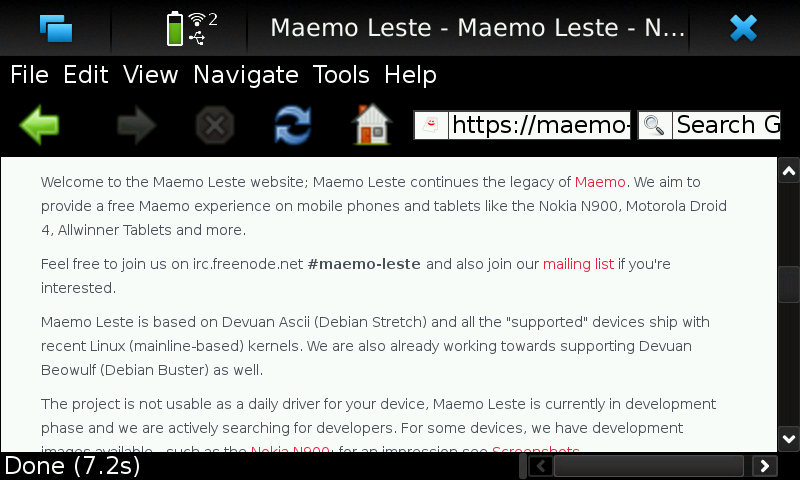 2
Maemo Leste - Maemo Leste - N...
File Edit View Navigate Tools Help
https://maemo-
Search G
Welcome to the Maemo Leste website; Maemo Leste continues the legacy of Maemo. We aim to
provide a free Maemo experience on mobile phones and tablets like the Nokia N900, Motorola Droid
4, Allwinner Tablets and more.
Feel free to join us on irc.freenode.net #maemo-leste and also join our mailing list if you're
interested.
Maemo Leste is based on Devuan Ascii (Debian Stretch) and all the "supported" devices ship with
recent Linux (mainline-based) kernels. We are also already working towards supporting Devuan
Beowulf (Debian Buster) as well.
The project is not usable as a daily driver for your device, Maemo Leste is currently in development
phase and we are actively searching for developers. For some devices, we have development
images available , such as the Nokia N900; for an impression see Screenshots.
Done (7.2s)